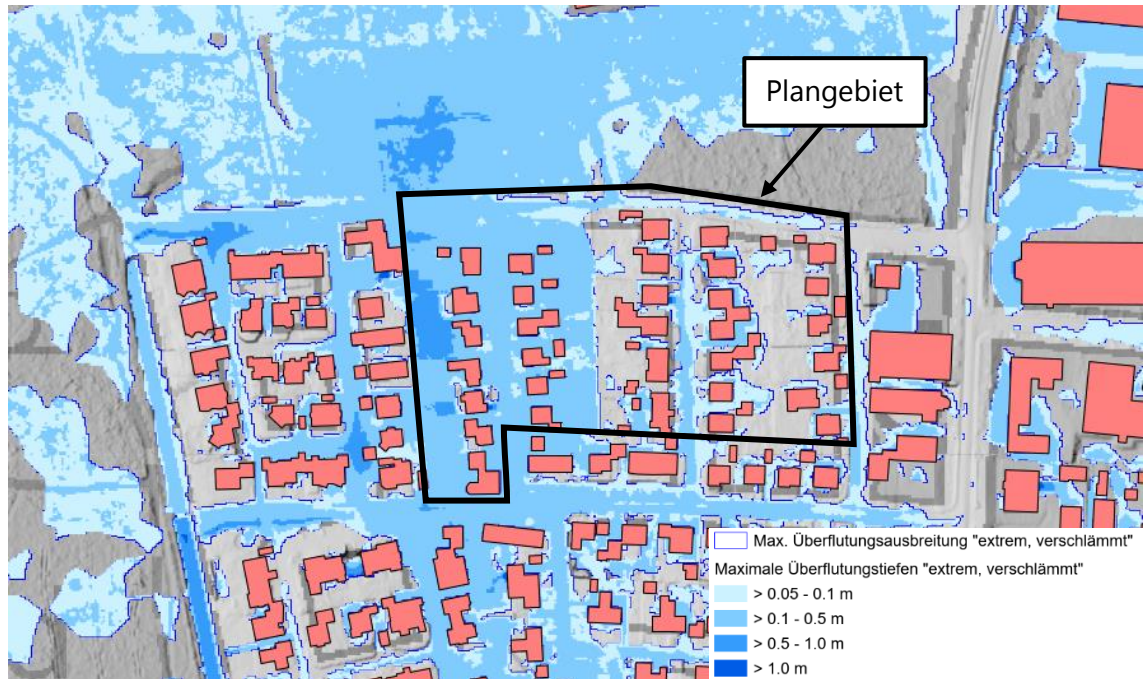 Plangebiet
Max. Überflutungsausbreitung "extrem, verschlämmt"
Maximale Überflutungstiefen "extrem, verschlämmt"
> 0.05 - 0.1 m
> 0.1 - 0.5 m
> 0.5 - 1.0 m
> 1.0 m